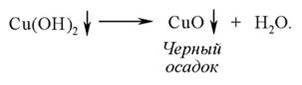 Cu(OH)₂↓ ⟶ CuO↓ + H₂O.
Черный
осадок